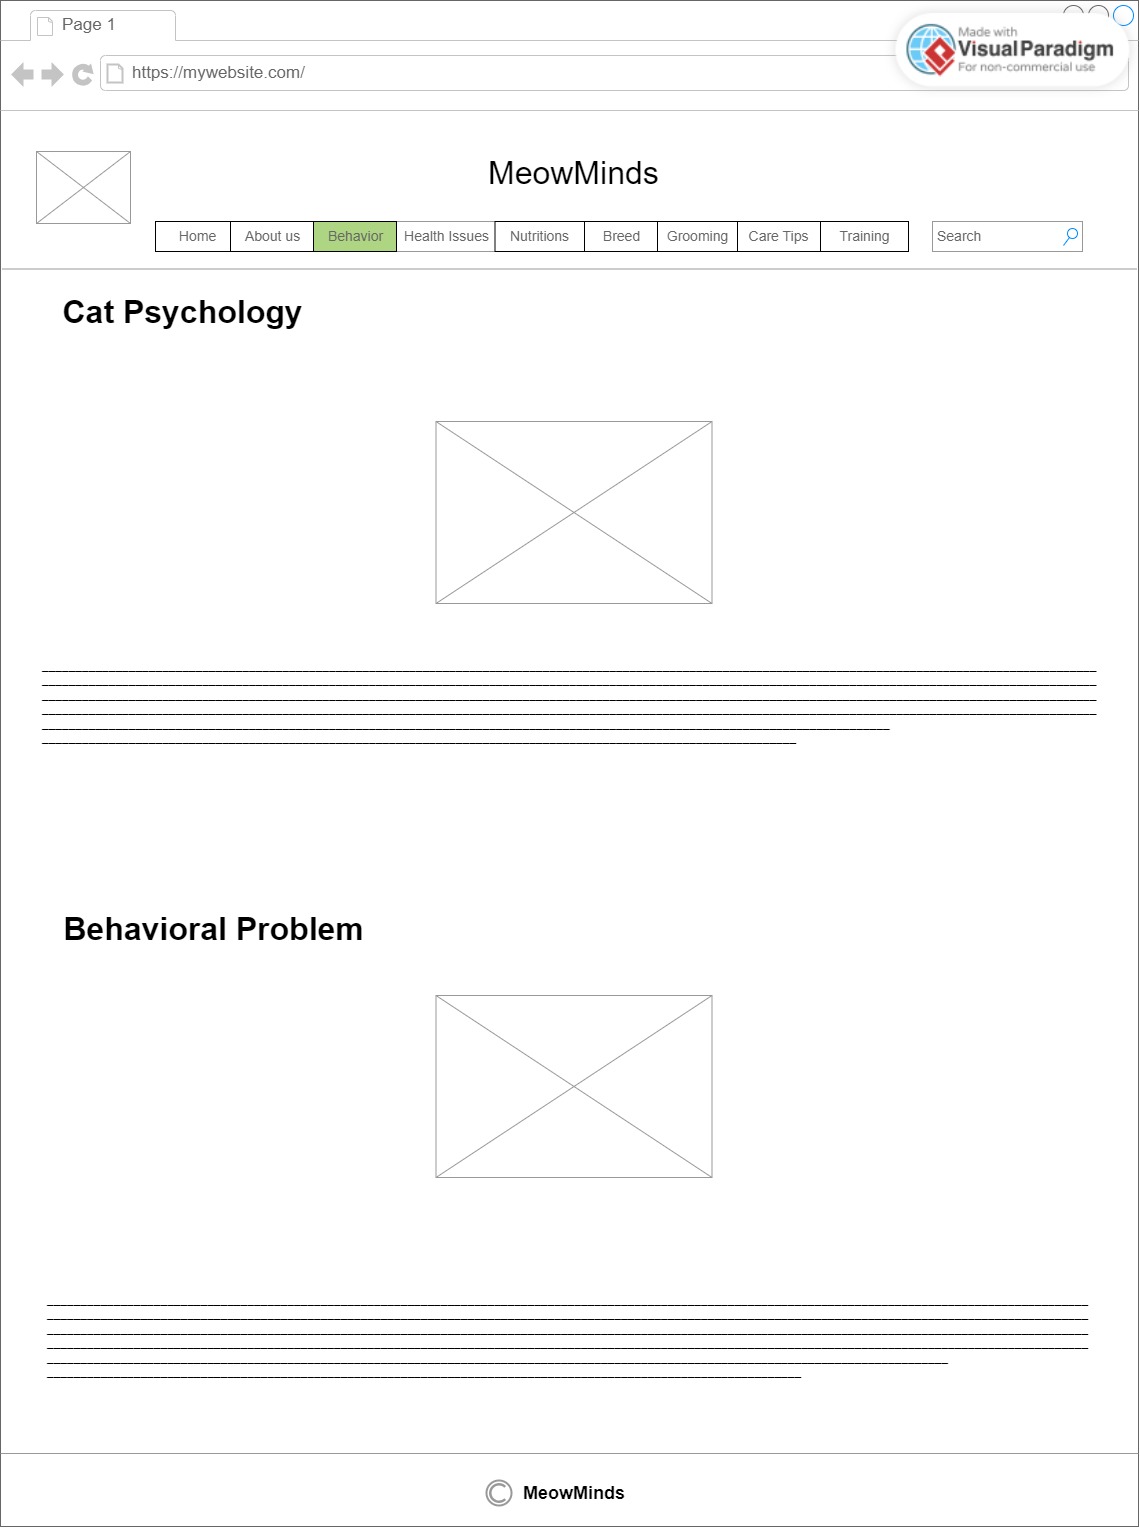 Page 1
Made with
Visual Paradigm
For non-commercial use
https://mywebsite.com/
MeowMinds
Home About us Behavior Health Issues Nutritions Breed Grooming Care Tips Training Search
Cat Psychology
Behavioral Problem
© MeowMinds